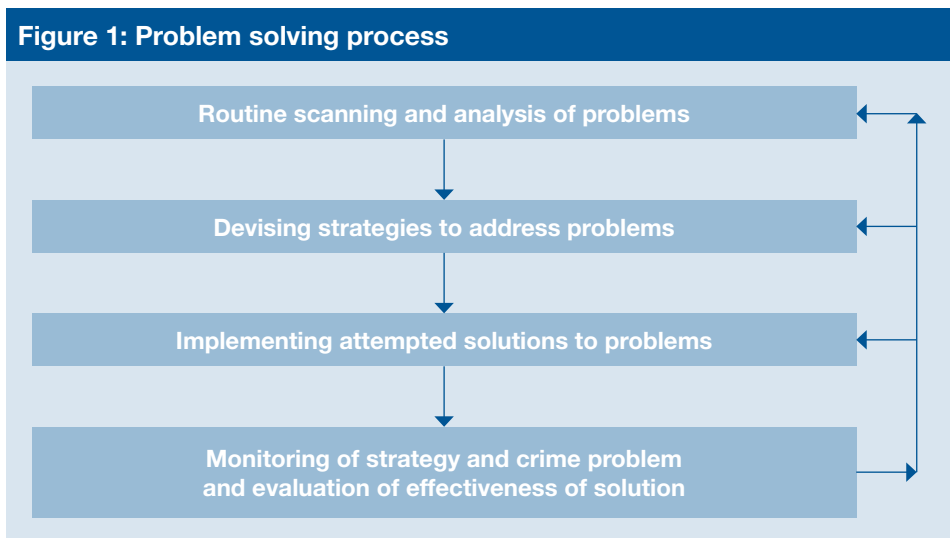 Figure 1: Problem solving process
Routine scanning and analysis of problems
Devising strategies to address problems
Implementing attempted solutions to problems
Monitoring of strategy and crime problem
and evaluation of effectiveness of solution